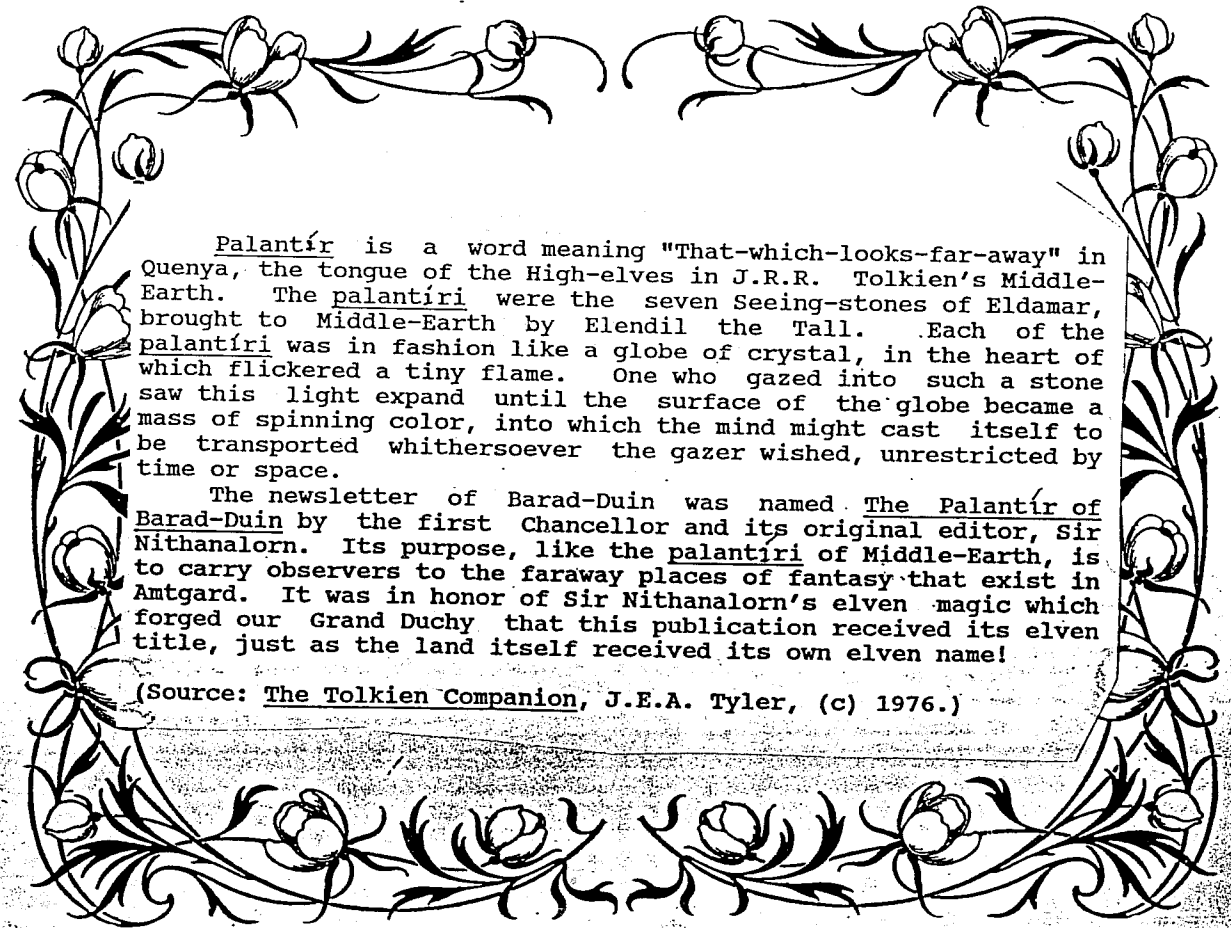 Palantír is a word meaning "That-which-looks-far-away" in
Quenya, the tongue of the High-elves in J.R.R. Tolkien's Middle-
Earth. The palantíri were the seven Seeing-stones of Eldamar,
brought to Middle-Earth by Elendil the Tall. Each of the
palantíri was in fashion like a globe of crystal, in the heart of
which flickered a tiny flame. One who gazed into such a stone
saw this light expand until the surface of the globe became a
mass of spinning color, into which the mind might cast itself to
be transported whithersoever the gazer wished, unrestricted by
time or space.
The newsletter of Barad-Duin was named The Palantír of
Barad-Duin by the first Chancellor and its original editor, Sir
Nithanalorn. Its purpose, like the palantíri of Middle-Earth, is
to carry observers to the faraway places of fantasy that exist in
Amtgard. It was in honor of Sir Nithanalorn's elven magic which
forged our Grand Duchy that this publication received its elven
title, just as the land itself received its own elven name!
(Source: The Tolkien Companion, J.E.A. Tyler, (c) 1976.)